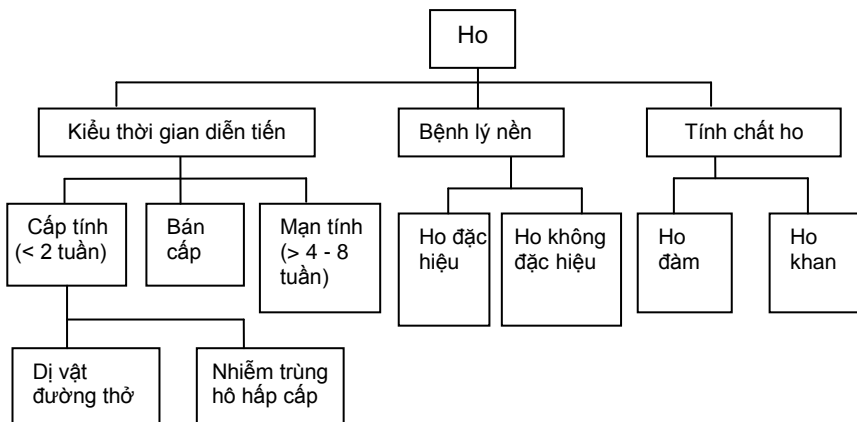 Ho
Kiểu thời gian diễn tiến
Bệnh lý nền
Tính chất ho
Cấp tính
(< 2 tuần)
Bán
cấp
Mạn tính
(> 4 - 8
tuần)
Ho đặc
hiệu
Ho không
đặc hiệu
Ho
đàm
Ho
khan
Dị vật
đường thở
Nhiễm trùng
hô hấp cấp